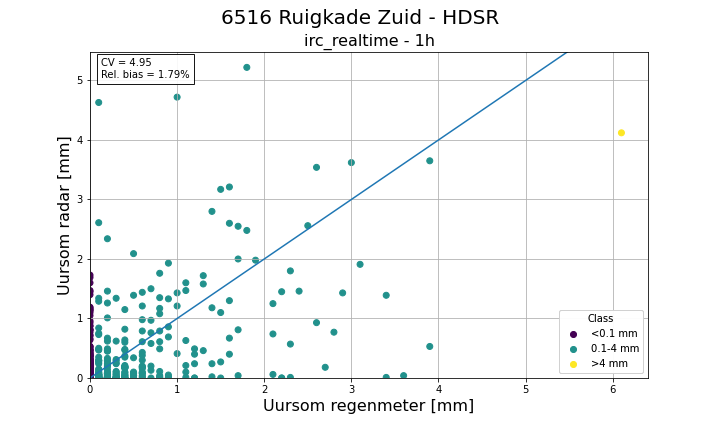 6516 Ruigkade Zuid - HDSR
irc_realtime - 1h
CV = 4.95
Rel. bias = 1.79%
Uursom radar [mm]
5
4
3
2
1
0
0 1 2 3 4 5 6
Uursom regenmeter [mm]
Class
<0.1 mm
0.1-4 mm
>4 mm